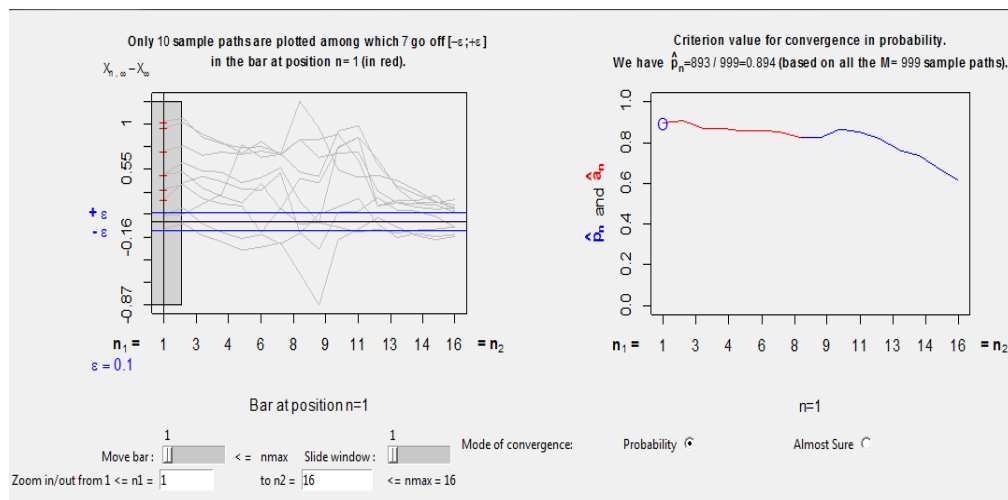 Only 10 sample paths are plotted among which 7 go off [−ε;+ε]
in the bar at position n= 1 (in red).
Xn,ω−Xω
1
0.55
+ε
-ε
-0.16
-0.87
n1 = 1 3 4 6 8 9 11 13 14 16 = n2
ε = 0.1
Bar at position n=1
Criterion value for convergence in probability.
We have p̂n=893 / 999=0.894 (based on all the M= 999 sample paths).
p̂n and ân
1.0
0.8
0.6
0.4
0.2
0.0
n1 = 1 3 4 6 8 9 11 13 14 16 = n2
n=1
1
Move bar : < = nmax
1
Slide window :
Mode of convergence: Probability Almost Sure
Zoom in/out from 1 <= n1 = 1 to n2 = 16 <= nmax = 16